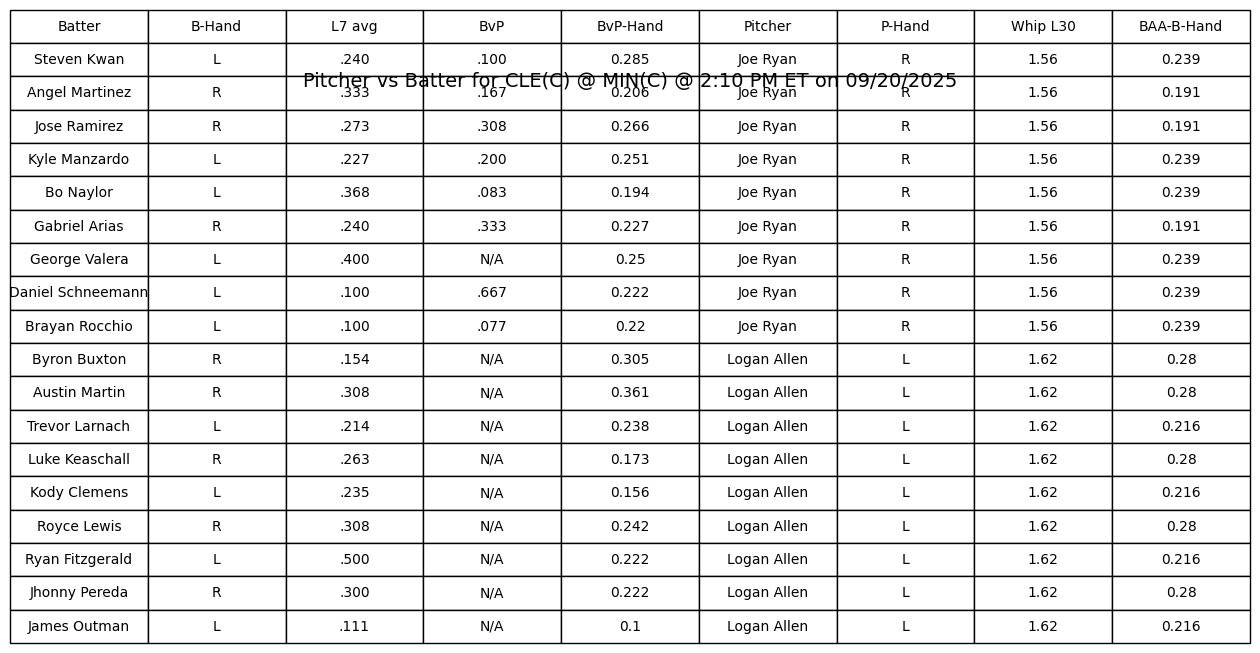 Batter B-Hand L7 avg BvP BvP-Hand Pitcher P-Hand Whip L30 BAA-B-Hand
Steven Kwan L .240 .100 0.285 Joe Ryan R 1.56 0.239
Pitcher vs Batter for CLE(C) @ MIN(C) @ 2:10 PM ET on 09/20/2025
Angel Martinez R .333 .167 0.206 Joe Ryan R 1.56 0.191
Jose Ramirez R .273 .308 0.266 Joe Ryan R 1.56 0.191
Kyle Manzardo L .227 .200 0.251 Joe Ryan R 1.56 0.239
Bo Naylor L .368 .083 0.194 Joe Ryan R 1.56 0.239
Gabriel Arias R .240 .333 0.227 Joe Ryan R 1.56 0.191
George Valera L .400 N/A 0.25 Joe Ryan R 1.56 0.239
Daniel Schneemann L .100 .667 0.222 Joe Ryan R 1.56 0.239
Brayan Rocchio L .100 .077 0.22 Joe Ryan R 1.56 0.239
Byron Buxton R .154 N/A 0.305 Logan Allen L 1.62 0.28
Austin Martin R .308 N/A 0.361 Logan Allen L 1.62 0.28
Trevor Larnach L .214 N/A 0.238 Logan Allen L 1.62 0.216
Luke Keaschall R .263 N/A 0.173 Logan Allen L 1.62 0.28
Kody Clemens L .235 N/A 0.156 Logan Allen L 1.62 0.216
Royce Lewis R .308 N/A 0.242 Logan Allen L 1.62 0.28
Ryan Fitzgerald L .500 N/A 0.222 Logan Allen L 1.62 0.216
Jhonny Pereda R .300 N/A 0.222 Logan Allen L 1.62 0.28
James Outman L .111 N/A 0.1 Logan Allen L 1.62 0.216